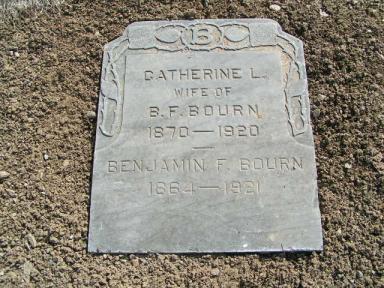 B
CATHERINE L.
WIFE OF
B. F. BOURN
1870—1920
BENJAMIN F. BOURN
1864—1921